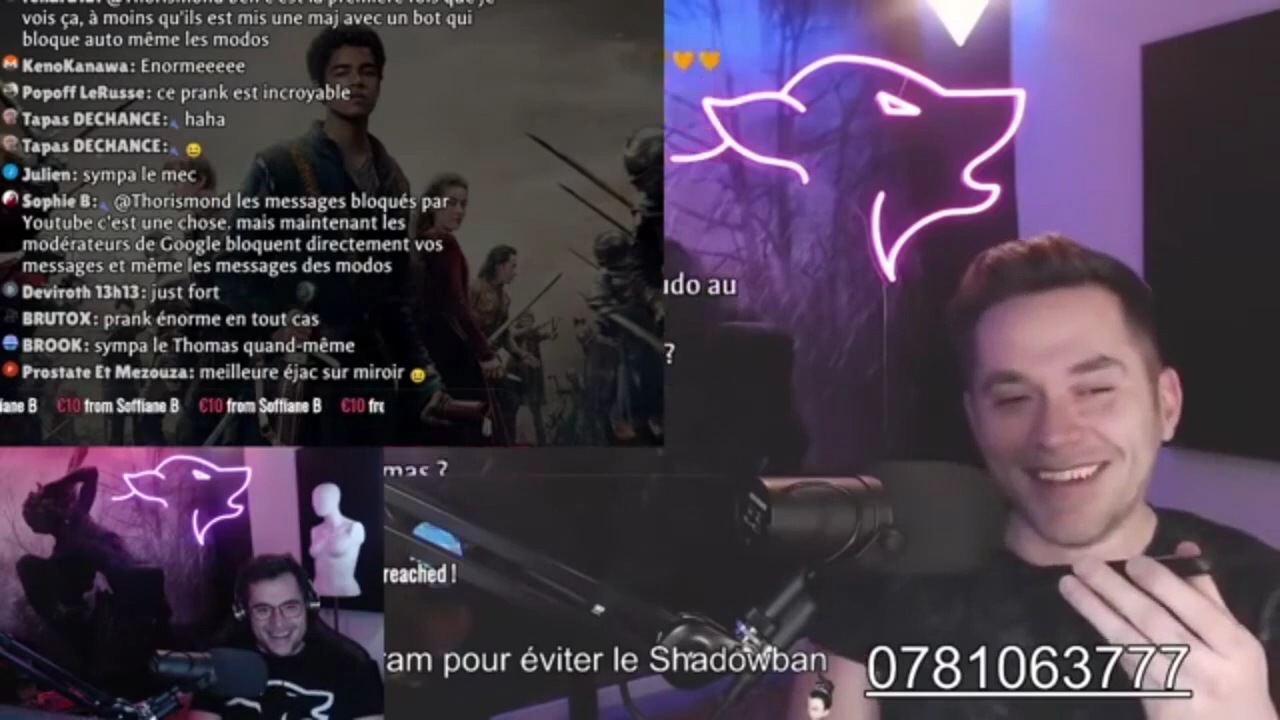 vois ça, à moins qu'ils est mis une maj avec un bot qui
bloque auto même les modos
KenoKanawa: Enormeeeee
Popoff LeRusse: ce prank est incroyable
Tapas DECHANCE: haha
Tapas DECHANCE:
Julien: sympa le mec
Sophie B: @Thorismond les messages bloqués par
Youtube c'est une chose, mais maintenant les
modérateurs de Google bloquent directement vos
messages et même les messages des modos
Deviroth 13h13: just fort
BRUTOX: prank énorme en tout cas
BROOK: sympa le Thomas quand-même
Prostate Et Mezouza: meilleure éjac sur miroir
iane B €10 from Soffiane B €10 from Soffiane B €10 fr
udo au
?
mas ?
reached !
ram pour éviter le Shadowban
0781063777